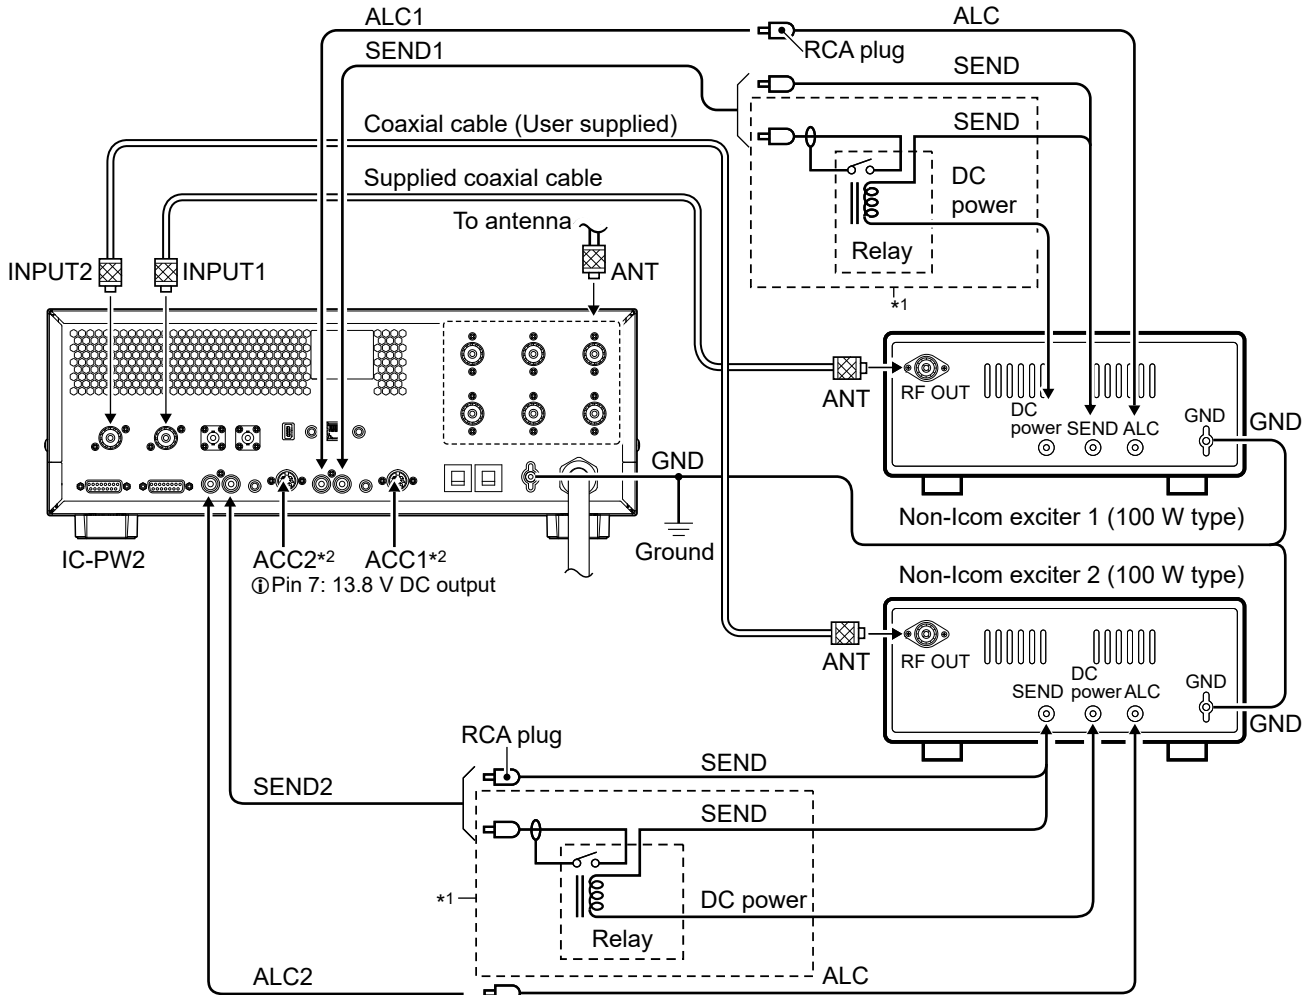 ALC1
ALC
RCA plug
SEND1
SEND
Coaxial cable (User supplied)
SEND
Supplied coaxial cable
DC
power
To antenna
Relay
INPUT2
INPUT1
ANT
*1
ANT
RF OUT
DC
power
SEND
ALC
GND
GND
GND
Ground
Non-Icom exciter 1 (100 W type)
IC-PW2
ACC2*2
ACC1*2
ⓘPin 7: 13.8 V DC output
Non-Icom exciter 2 (100 W type)
ANT
RF OUT
SEND
DC
power
ALC
GND
GND
RCA plug
SEND
SEND2
SEND
*1
DC power
Relay
ALC2
ALC